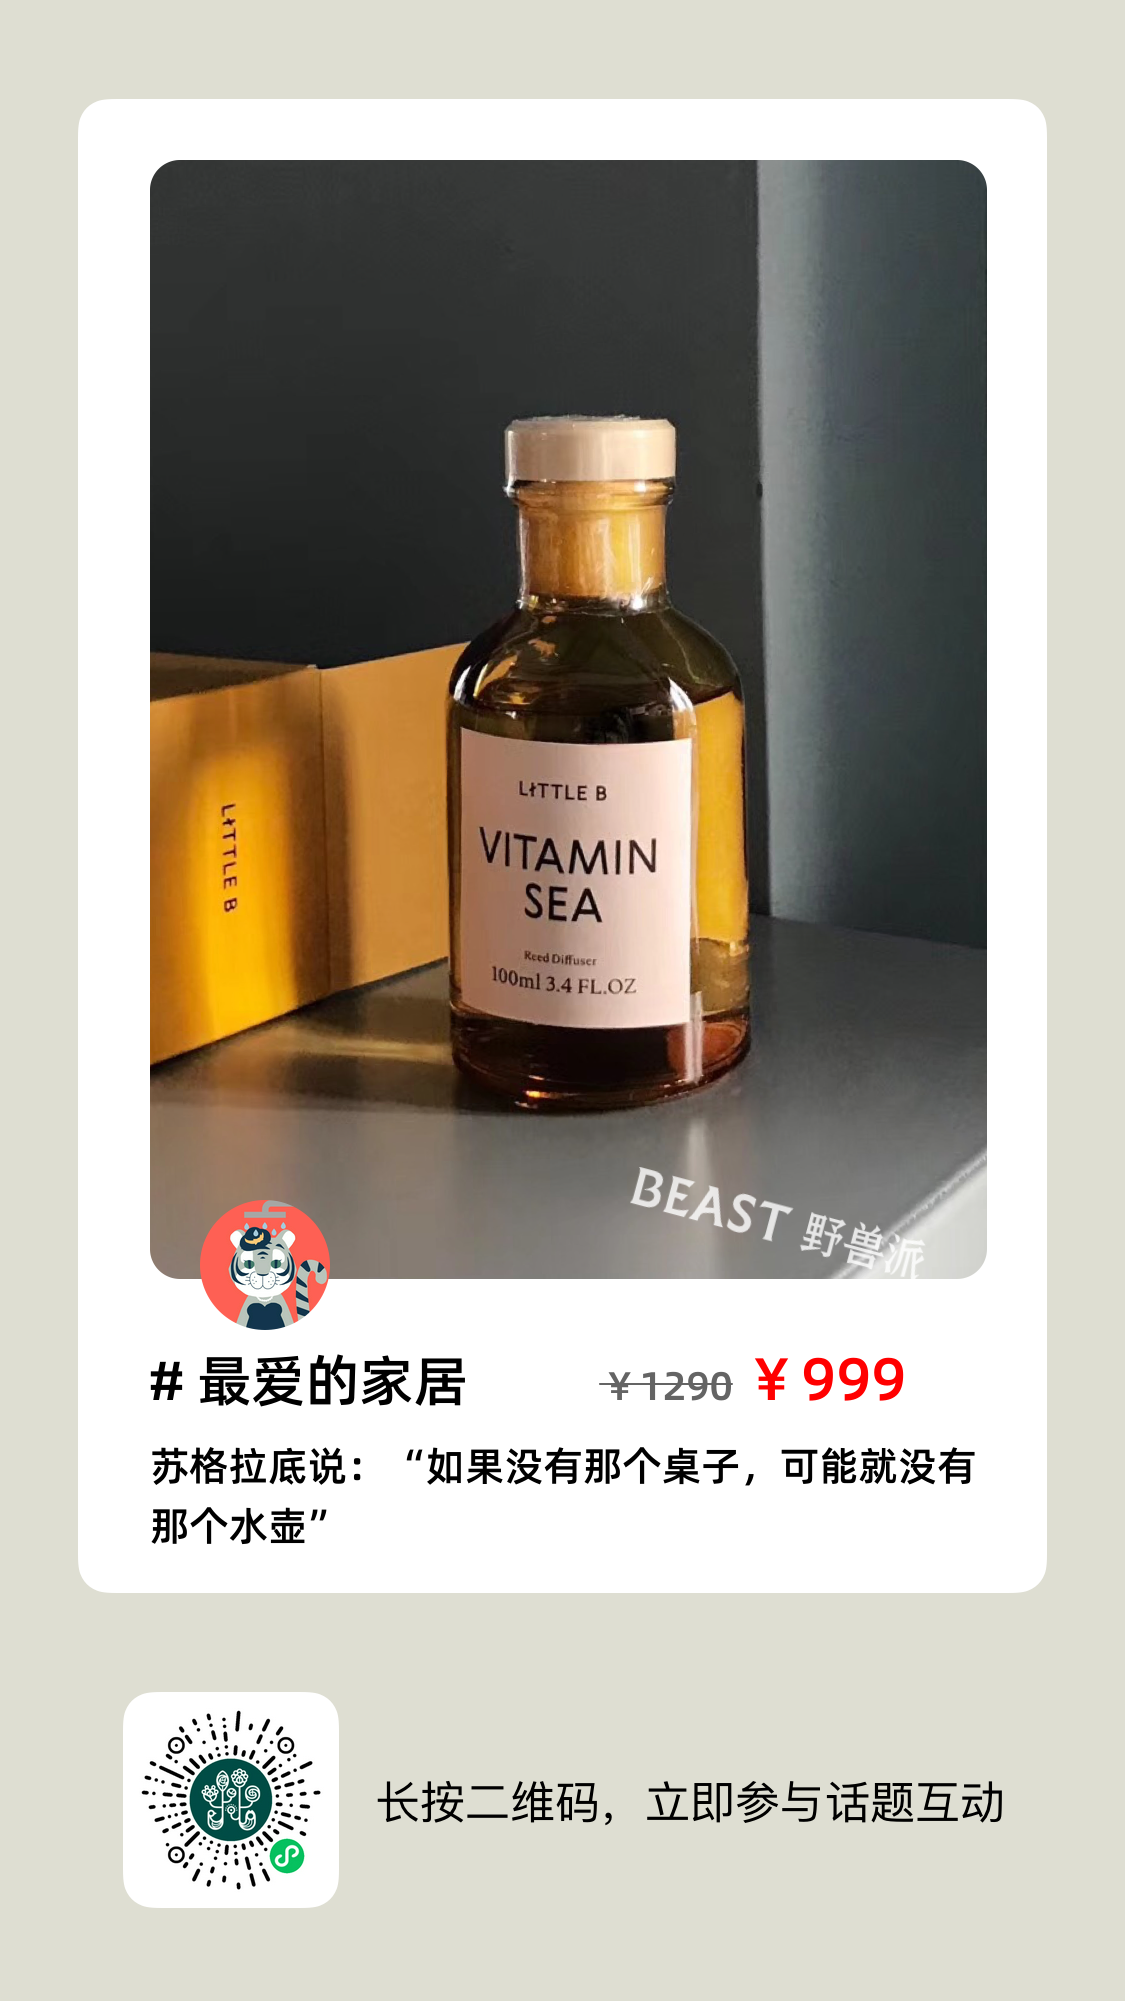 LITTLE B
VITAMIN
SEA
Reed Diffuser
100ml 3.4 FL.OZ
LITTLE B
BEAST 野兽派
# 最爱的家居 ¥ 1290 ¥ 999
苏格拉底说：“如果没有那个桌子，可能就没有
那个水壶”
长按二维码，立即参与话题互动